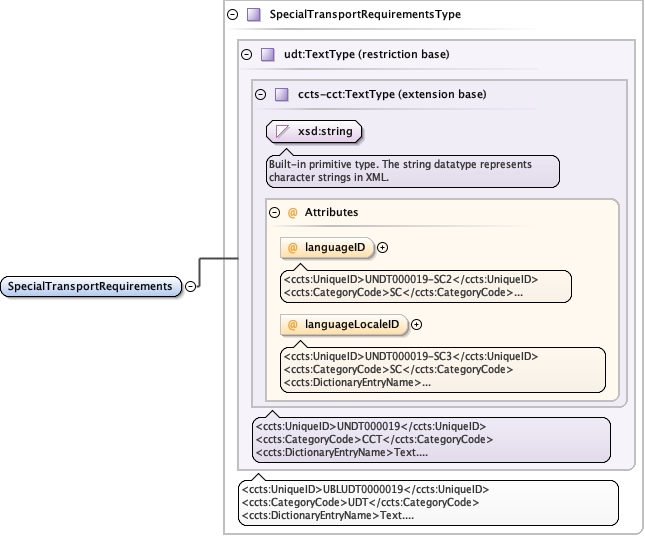 SpecialTransportRequirementsType
udt:TextType (restriction base)
ccts-cct:TextType (extension base)
xsd:string
Built-in primitive type. The string datatype represents
character strings in XML.
@ Attributes
@ languageID
<ccts:UniqueID>UNDT000019-SC2</ccts:UniqueID>
<ccts:CategoryCode>SC</ccts:CategoryCode>...
@ languageLocaleID
<ccts:UniqueID>UNDT000019-SC3</ccts:UniqueID>
<ccts:CategoryCode>SC</ccts:CategoryCode>
<ccts:DictionaryEntryName>...
SpecialTransportRequirements
<ccts:UniqueID>UNDT000019</ccts:UniqueID>
<ccts:CategoryCode>CCT</ccts:CategoryCode>
<ccts:DictionaryEntryName>Text....
<ccts:UniqueID>UBLUDT0000019</ccts:UniqueID>
<ccts:CategoryCode>UDT</ccts:CategoryCode>
<ccts:DictionaryEntryName>Text....